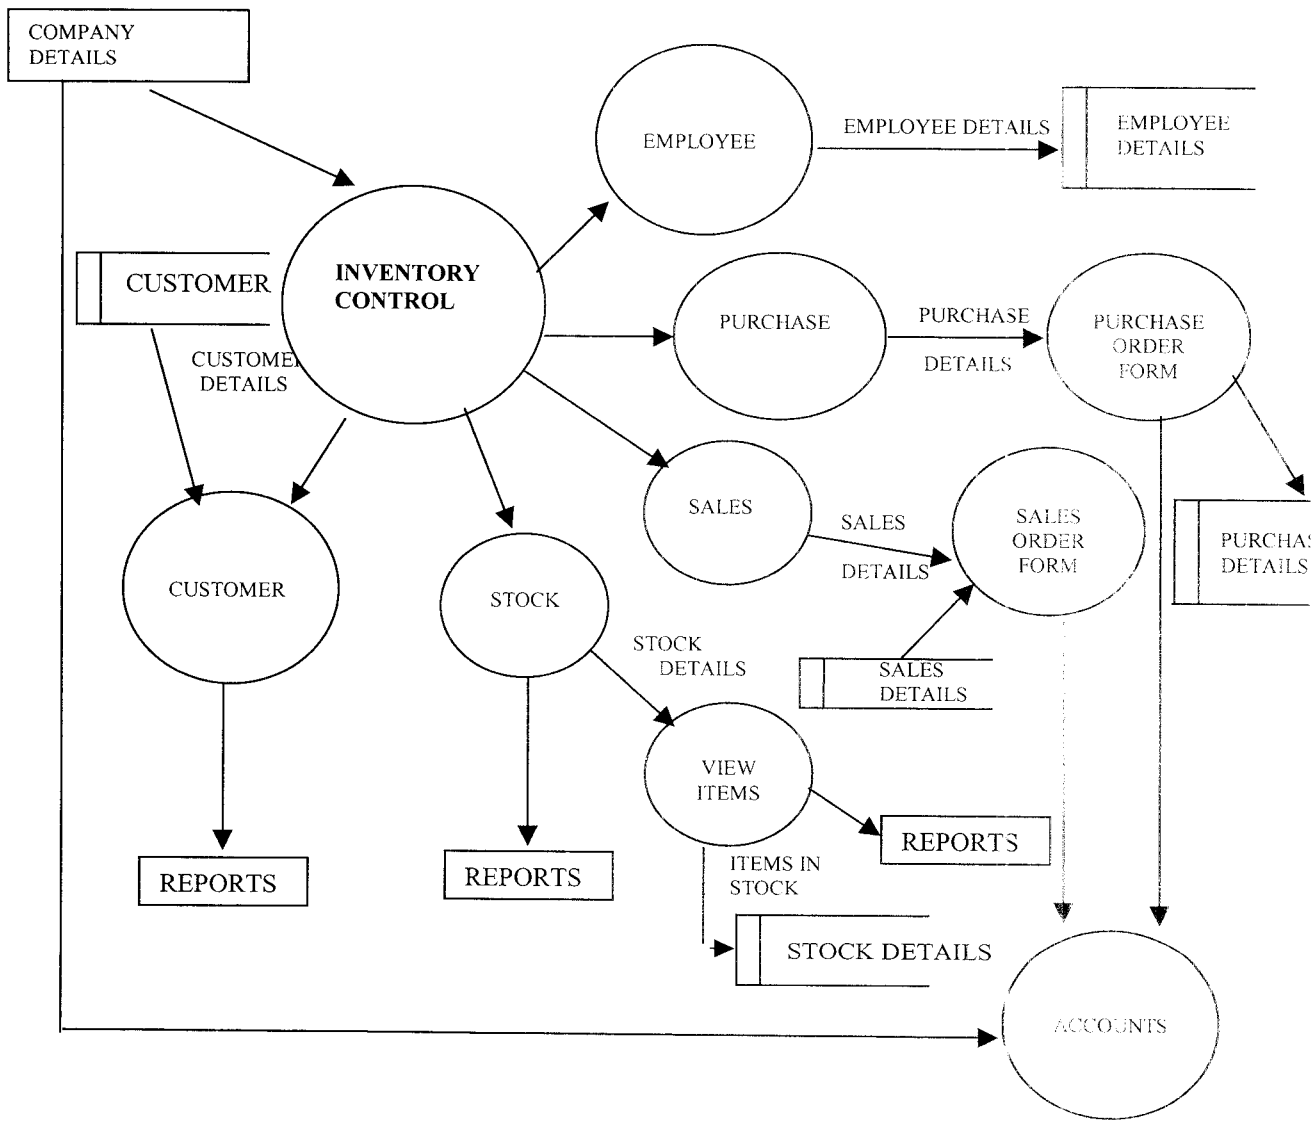 COMPANY
DETAILS
EMPLOYEE
EMPLOYEE DETAILS
EMPLOYEE
DETAILS
CUSTOMER
INVENTORY
CONTROL
PURCHASE
PURCHASE
DETAILS
PURCHASE
ORDER
FORM
DETAILS
CUSTOMER
STOCK
SALES
SALES
DETAILS
SALES
ORDER
FORM
DETAILS
STOCK
DETAILS
SALES
DETAILS
VIEW
ITEMS
REPORTS
REPORTS
REPORTS
ITEMS IN
STOCK
STOCK DETAILS
ACCOUNTS